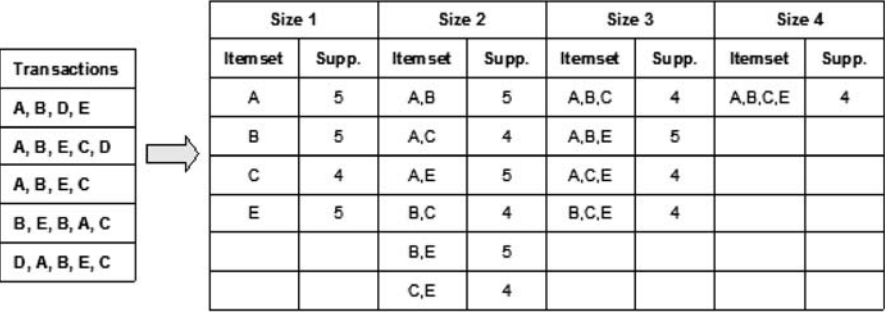 Transactions
A, B, D, E
A, B, E, C, D
A, B, E, C
B, E, B, A, C
D, A, B, E, C
Size 1 Size 2 Size 3 Size 4
Itemset Supp. Itemset Supp. Itemset Supp. Itemset Supp.
A 5 A,B 5 A,B,C 4 A,B,C,E 4
B 5 A,C 4 A,B,E 5
C 4 A,E 5 A,C,E 4
E 5 B,C 4 B,C,E 4
B,E 5
C,E 4